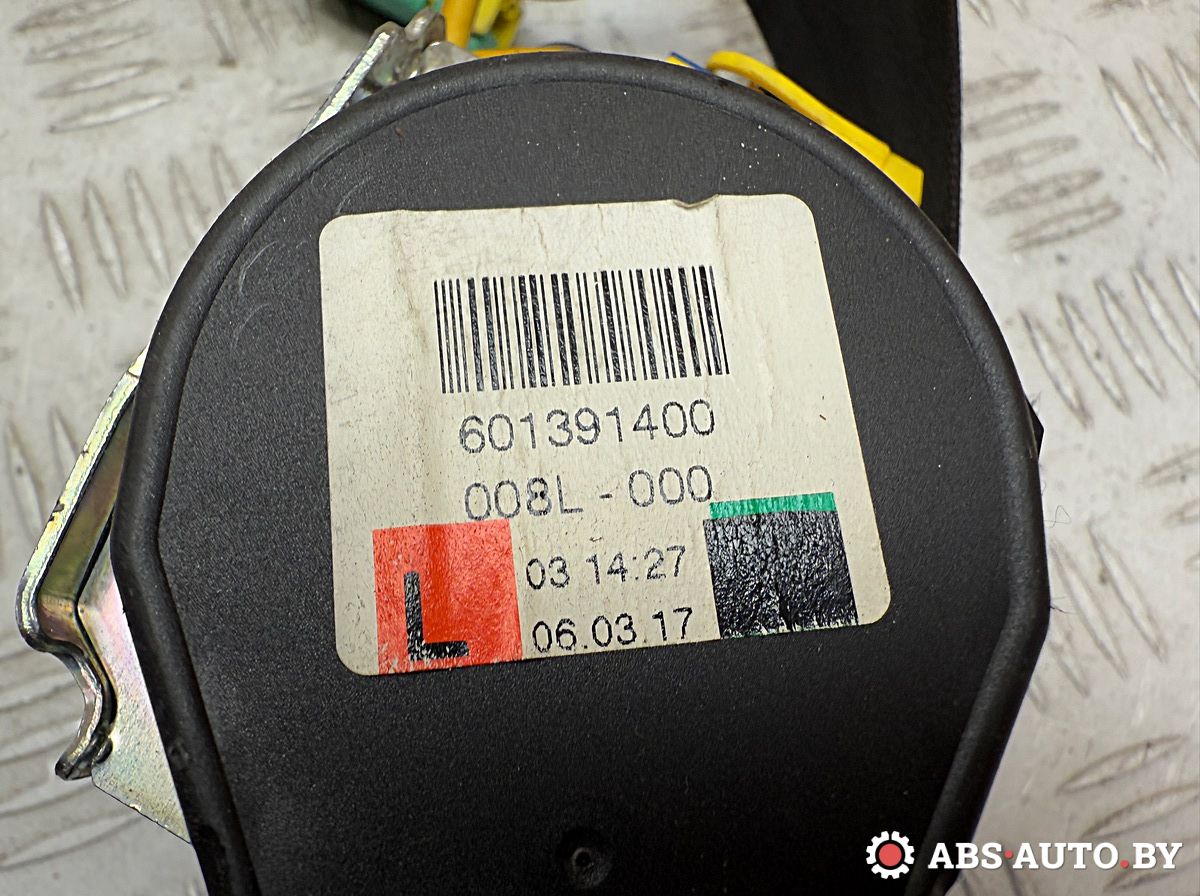 601391400
008L - 000
03 14:27
L
06.03.17
ABS·AUTO.BY